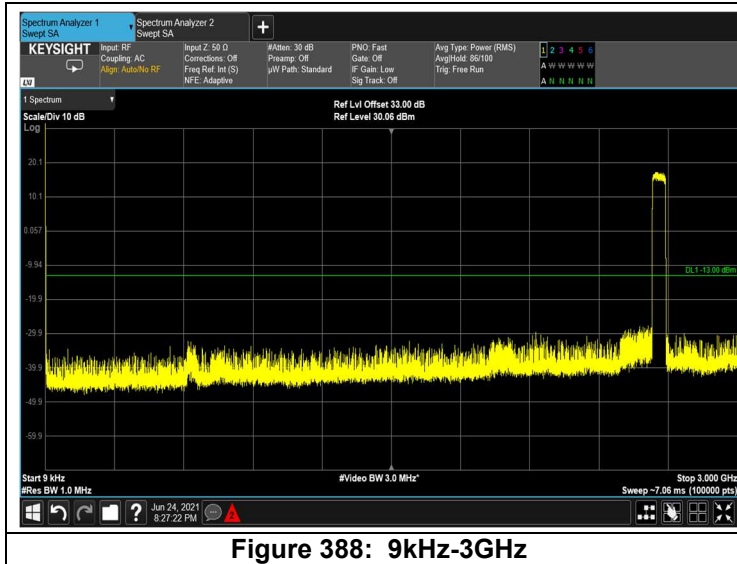 Spectrum Analyzer 1
Swept SA
Spectrum Analyzer 2
Swept SA
+
KEYSIGHT
Input: RF
Coupling: AC
Align: Auto/No RF
Input Z: 50 Ω
Corrections: Off
Freq Ref: Int (S)
NFE: Adaptive
#Atten: 30 dB
Preamp: Off
µW Path: Standard
PNO: Fast
Gate: Off
IF Gain: Low
Sig Track: Off
Avg Type: Power (RMS)
Avg|Hold: 86/100
Trig: Free Run
1 2 3 4 5 6
A W W W W W
A N N N N N
LXI
1 Spectrum
Scale/Div 10 dB
Log
Ref Lvl Offset 33.00 dB
Ref Level 30.06 dBm
20.1
10.1
0.057
-9.94
DL1 -13.00 dBm
-19.9
-29.9
-39.9
-49.9
-59.9
Start 9 kHz
#Res BW 1.0 MHz
#Video BW 3.0 MHz*
Stop 3.000 GHz
Sweep ~7.06 ms (100000 pts)
?
Jun 24, 2021
8:27:22 PM
2
Figure 388: 9kHz-3GHz